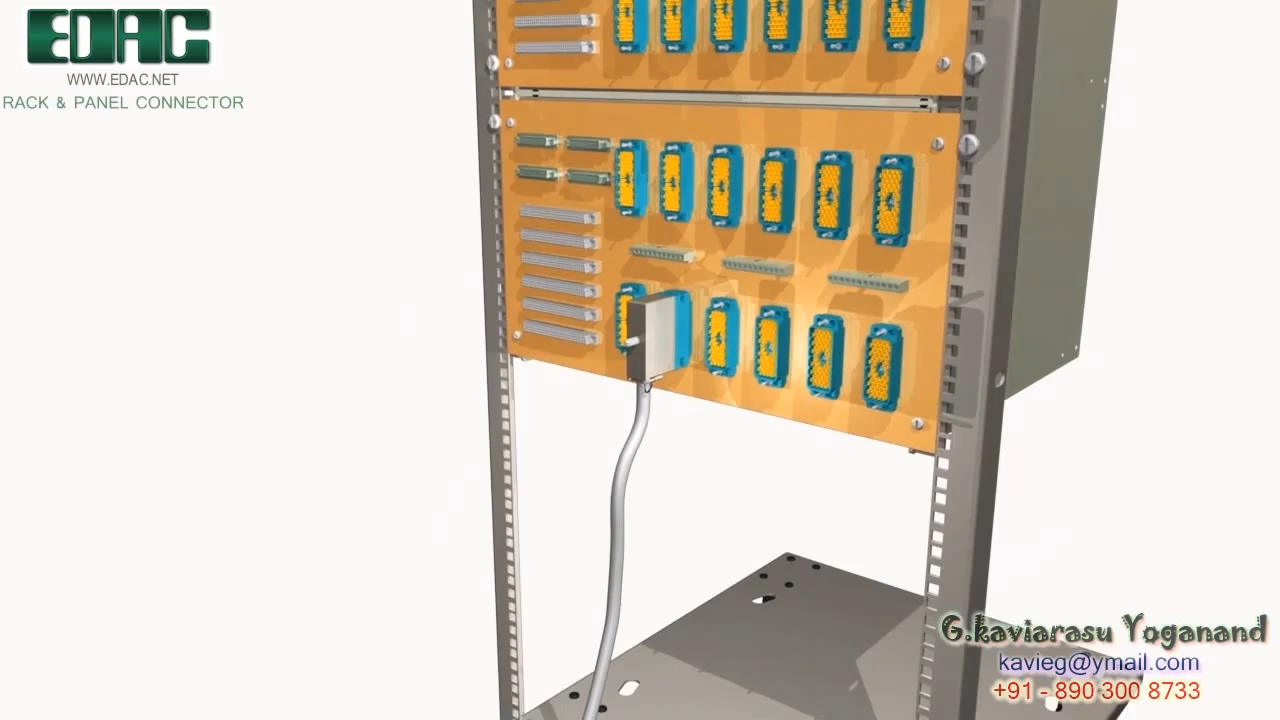 EDAC
WWW.EDAC.NET
RACK & PANEL CONNECTOR
G.kaviarasu Yoganand
kavieg@ymail.com
+91 - 890 300 8733